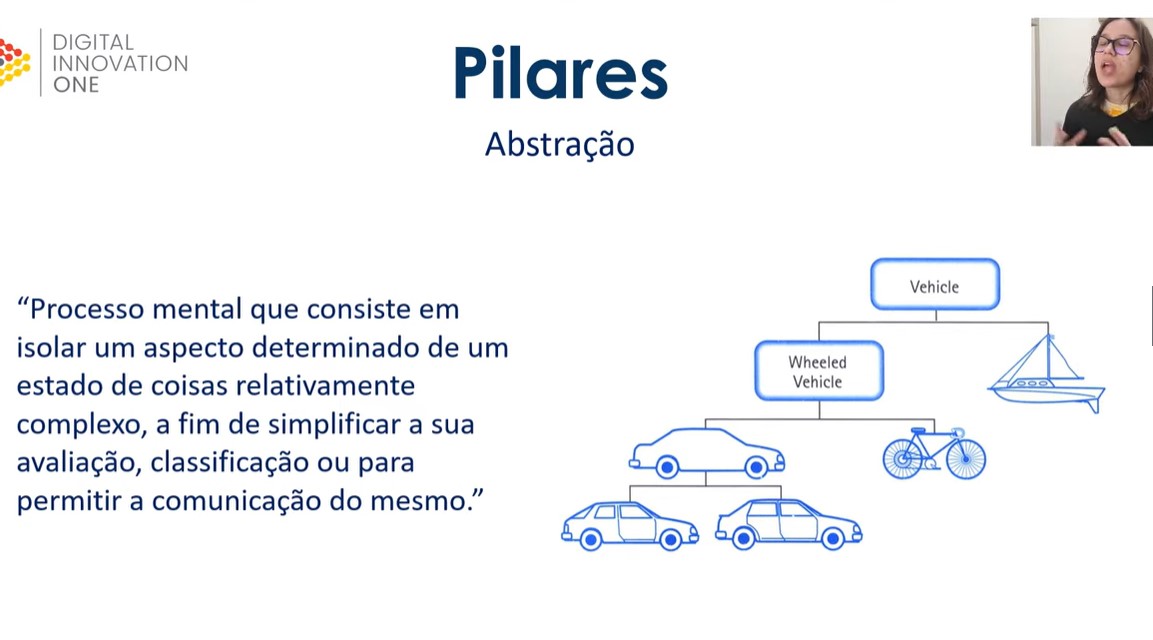 DIGITAL
INNOVATION
ONE
Pilares
Abstração
“Processo mental que consiste em
isolar um aspecto determinado de um
estado de coisas relativamente
complexo, a fim de simplificar a sua
avaliação, classificação ou para
permitir a comunicação do mesmo.”
Vehicle
Wheeled
Vehicle